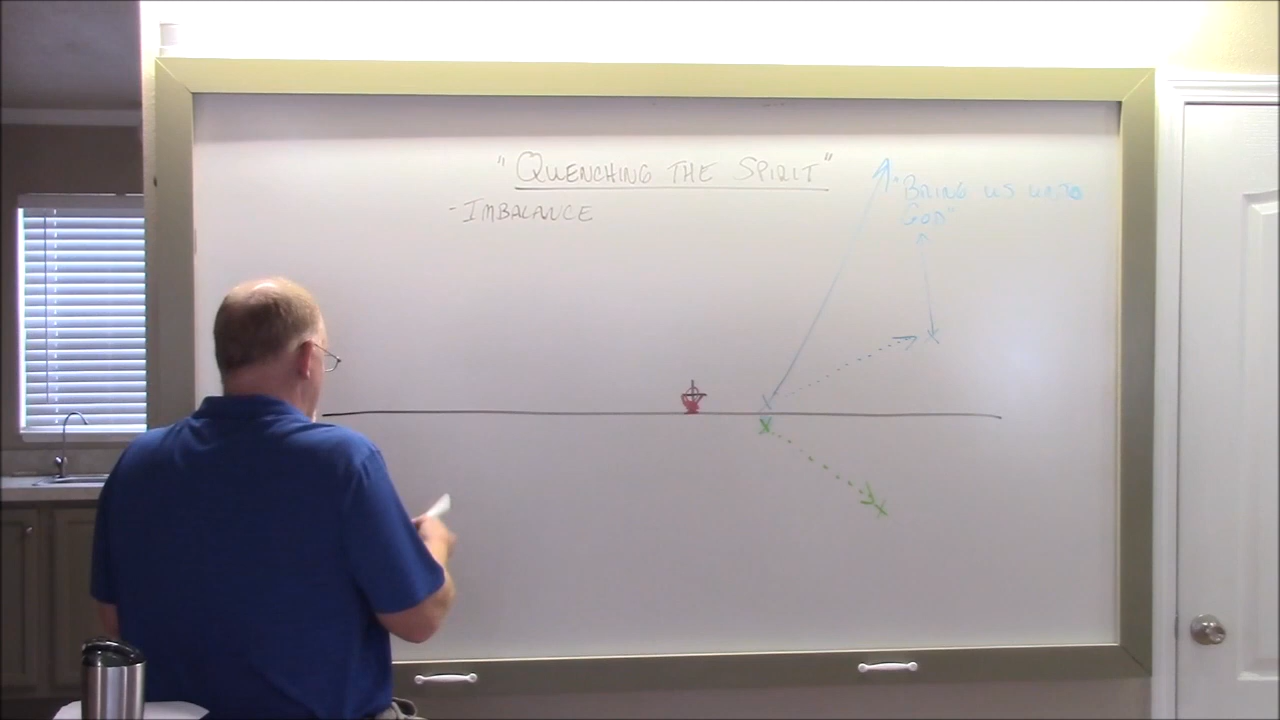 "QUENCHING THE SPIRIT"
- IMBALANCE
"BRING US UNTO
GOD"